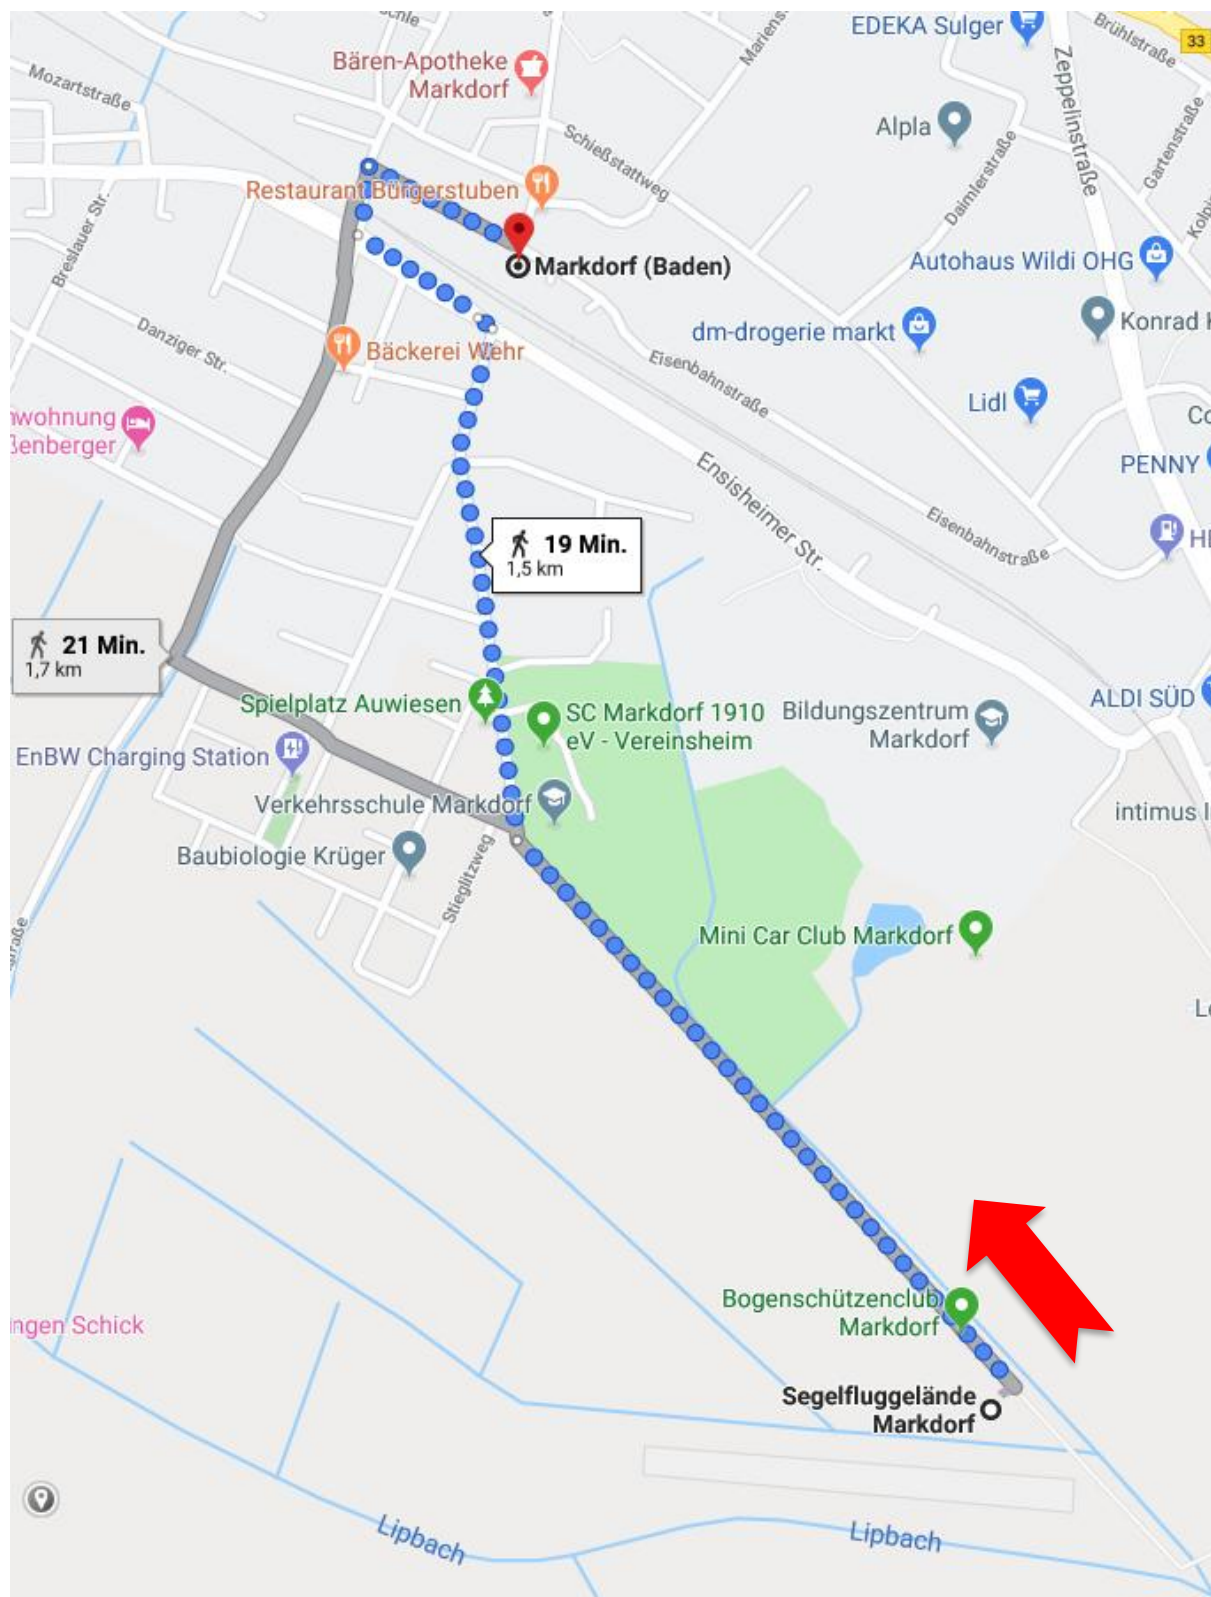 EDEKA Sulger
Brühlstraße
33
Bären-Apotheke
Markdorf
Mariens
Mozartstraße
Zeppelinstraße
Alpla
Schießstattweg
Gartenstraße
Daimlerstraße
Restaurant Bürgerstuben
Breslauer Str.
Markdorf (Baden)
Autohaus Wildi OHG
Konrad
dm-drogerie markt
Danziger Str.
Bäckerei Wehr
Eisenbahnstraße
Lidl
wohnung
ßenberger
PENNY
Ensisheimer Str.
Eisenbahnstraße
19 Min.
1,5 km
21 Min.
1,7 km
Spielplatz Auwiesen
SC Markdorf 1910
eV - Vereinsheim
Bildungszentrum
Markdorf
ALDI SÜD
EnBW Charging Station
Verkehrsschule Markdorf
intimus
Baubiologie Krüger
Stieglitzweg
straße
Mini Car Club Markdorf
Bogenschützenclub
Markdorf
ngen Schick
Segelfluggelände
Markdorf
Lipbach
Lipbach